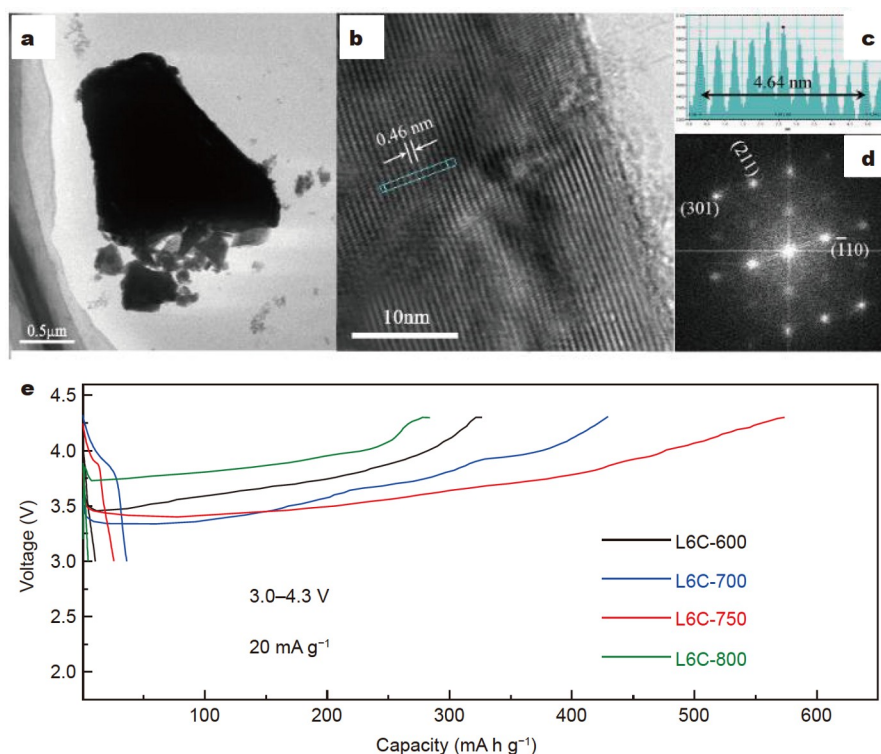 a
0.5μm
b
0.46 nm
10nm
c
4.64 nm
d
(211)
(301)
(1̅10)
e
Voltage (V)
4.5
4.0
3.5
3.0
2.5
2.0
3.0–4.3 V
20 mA g⁻¹
L6C-600
L6C-700
L6C-750
L6C-800
100 200 300 400 500 600
Capacity (mA h g⁻¹)